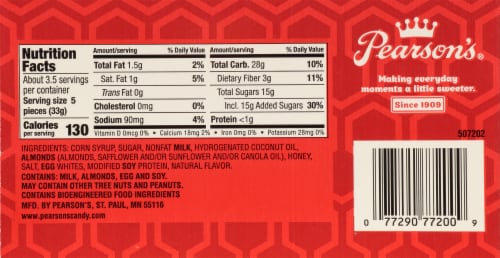 Nutrition
Facts
About 3.5 servings
per container
Serving size 5
pieces (33g)
Calories
per serving 130
Amount/serving % Daily Value
Total Fat 1.5g 2%
Sat. Fat 1g 5%
Trans Fat 0g
Cholesterol 0mg 0%
Sodium 90mg 4%
Amount/serving % Daily Value
Total Carb. 28g 10%
Dietary Fiber 3g 11%
Total Sugars 15g
Incl. 15g Added Sugars 30%
Protein <1g
Vitamin D 0mcg 0% • Calcium 18mg 2% • Iron 0mg 0% • Potassium 28mg 0%
INGREDIENTS: CORN SYRUP, SUGAR, NONFAT MILK, HYDROGENATED COCONUT OIL,
ALMONDS (ALMONDS, SAFFLOWER AND/OR SUNFLOWER AND/OR CANOLA OIL), HONEY,
SALT, EGG WHITES, MODIFIED SOY PROTEIN, NATURAL FLAVOR.
CONTAINS: MILK, ALMONDS, EGG AND SOY.
MAY CONTAIN OTHER TREE NUTS AND PEANUTS.
CONTAINS BIOENGINEERED FOOD INGREDIENTS
MFD. BY PEARSON'S, ST. PAUL, MN 55116
www.pearsonscandy.com
Pearson's®
Making everyday
moments a little sweeter.
Since 1909
507202
0 77290 77200 9